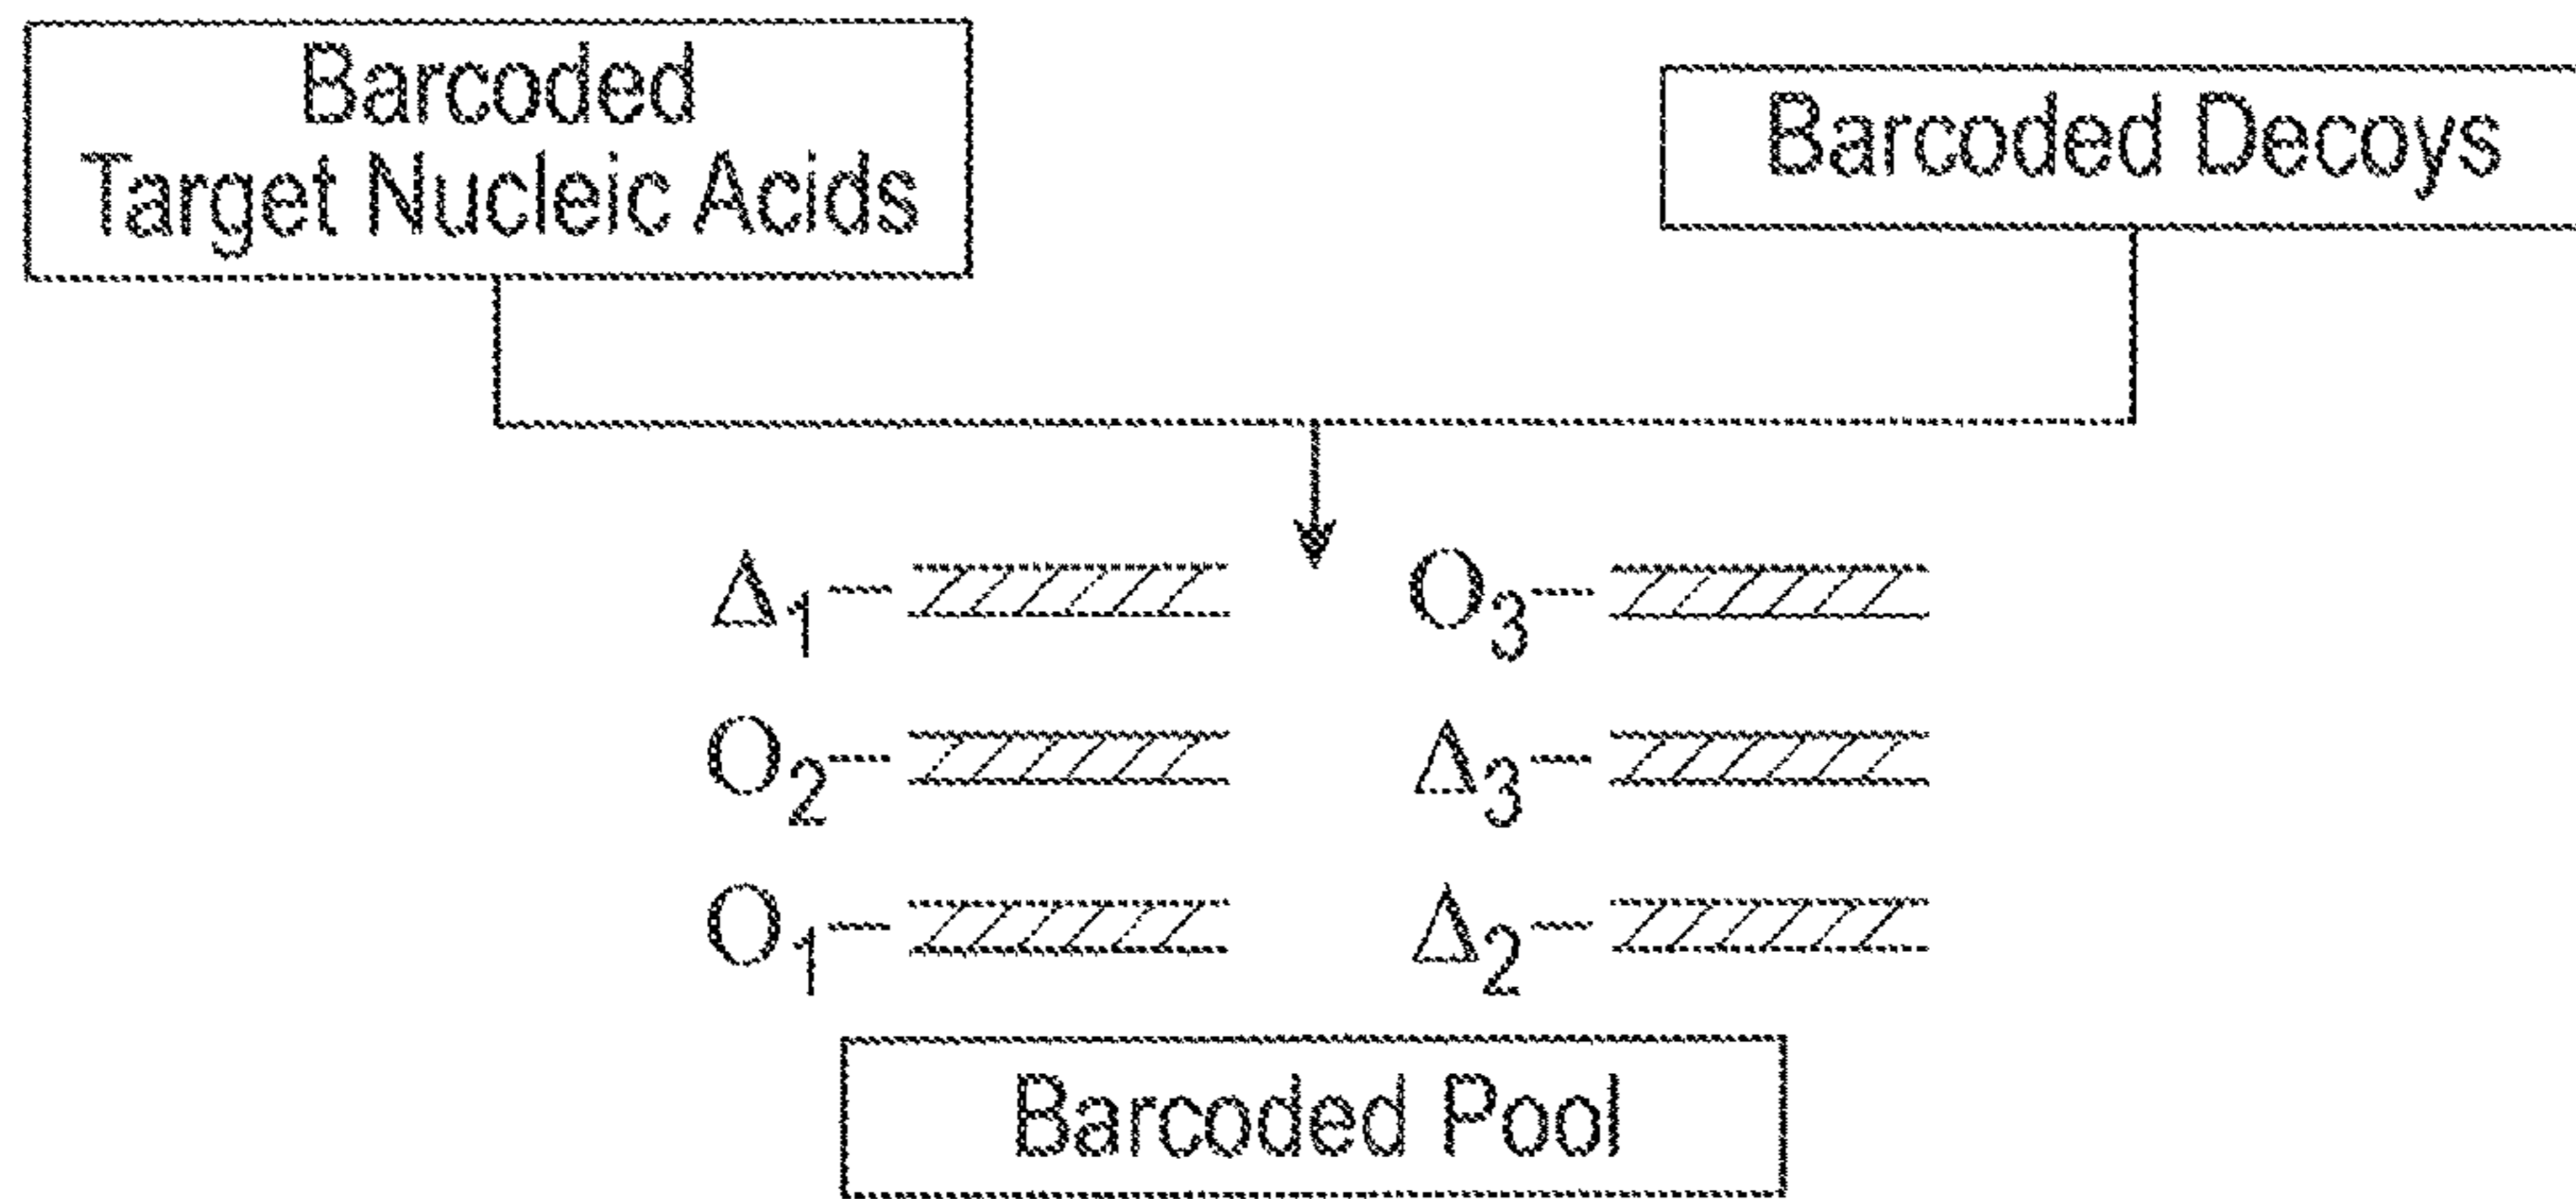 Barcoded
Target Nucleic Acids
Barcoded Decoys
Δ1
O3
O2
Δ3
O1
Δ2
Barcoded Pool